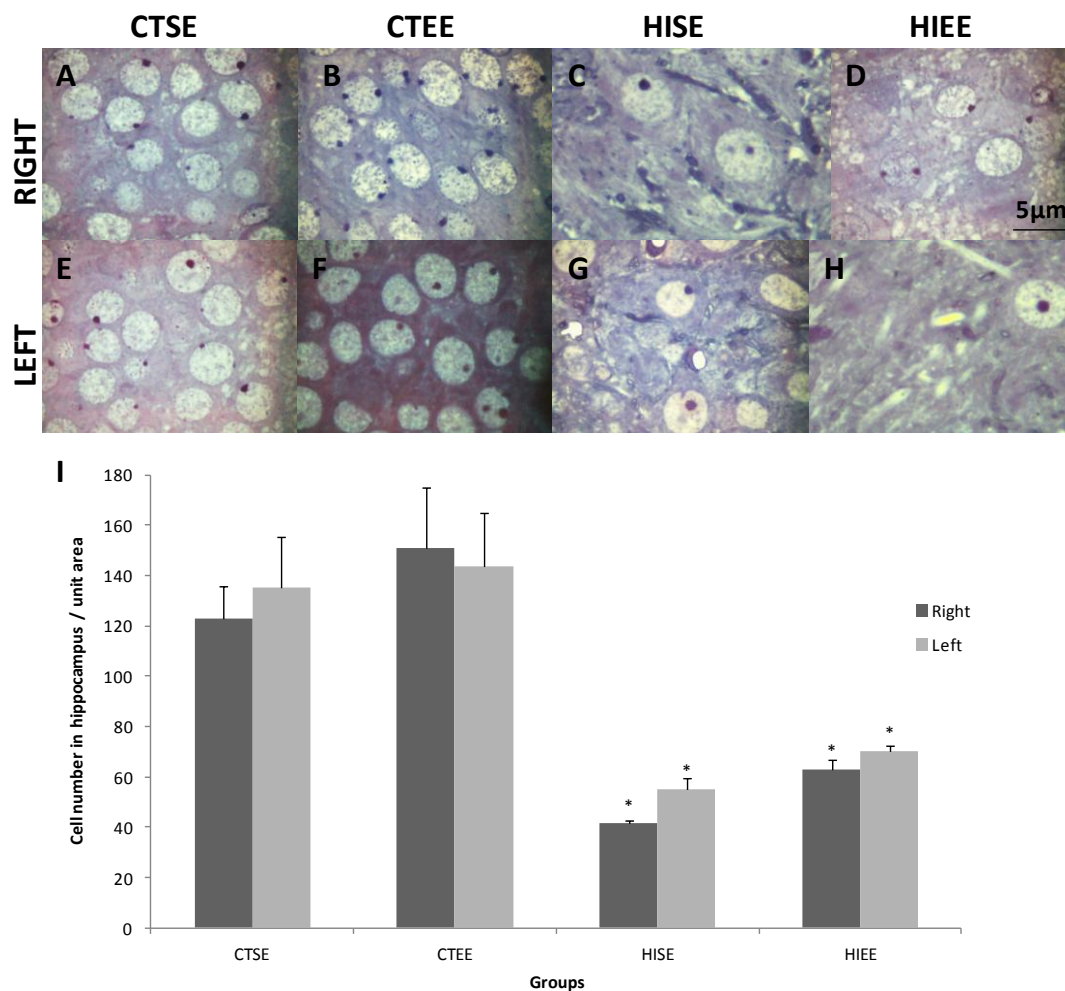 CTSE CTEE HISE HIEE
RIGHT
A B C D
5µm
LEFT
E F G H
I
Cell number in hippocampus / unit area
180
160
140
120
100
80
60
40
20
0
* * * *
Right
Left
CTSE CTEE HISE HIEE
Groups